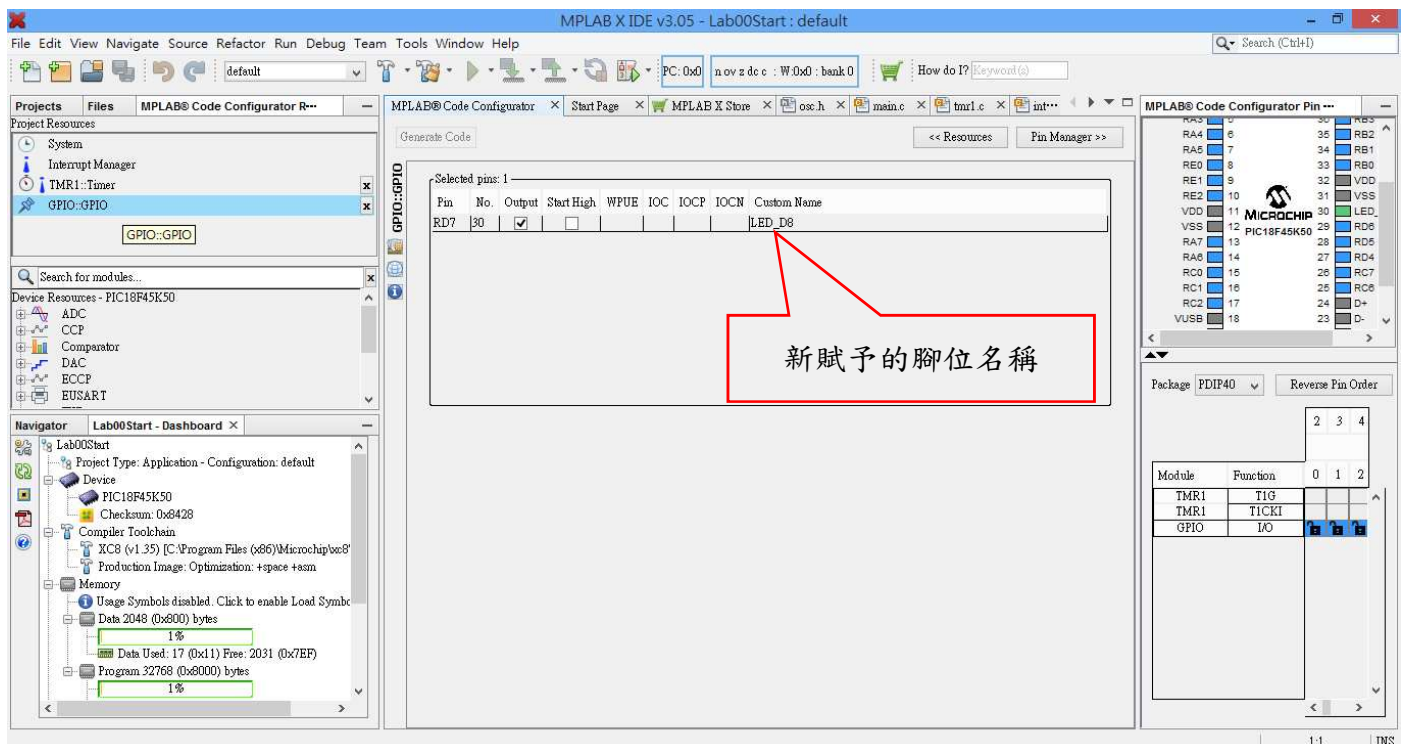 MPLAB X IDE v3.05 - Lab00Start : default
File Edit View Navigate Source Refactor Run Debug Team Tools Window Help
Search (Ctrl+I)
default
PC: 0x0
n ov z dc c : W:0x0 : bank 0
How do I?
Keyword(s)
Projects
Files
MPLAB® Code Configurator R...
Project Resources
System
Interrupt Manager
TMR1::Timer
GPIO::GPIO
GPIO::GPIO
Search for modules...
Device Resources - PIC18F45K50
ADC
CCP
Comparator
DAC
ECCP
EUSART
Navigator
Lab00Start - Dashboard
Lab00Start
Project Type: Application - Configuration: default
Device
PIC18F45K50
Checksum: 0x8428
Compiler Toolchain
XC8 (v1.35) [C:\Program Files (x86)\Microchip\xc8'
Production Image: Optimization: +space +asm
Memory
Usage Symbols disabled. Click to enable Load Symbo
Data 2048 (0x800) bytes
1%
Data Used: 17 (0x11) Free: 2031 (0x7EF)
Program 32768 (0x8000) bytes
1%
MPLAB® Code Configurator
Start Page
MPLAB X Store
osc.h
main.c
tmr1.c
int...
Generate Code
<< Resources
Pin Manager >>
GPIO::GPIO
Selected pins: 1
Pin No. Output Start High WPUE IOC IOCP IOCN Custom Name
RD7 30 LED_D8
新賦予的腳位名稱
MPLAB® Code Configurator Pin ...
RA4 6 35 RB2
RA5 7 34 RB1
RE0 8 33 RB0
RE1 9 32 VDD
RE2 10 31 VSS
VDD 11 MICROCHIP 30 LED_
VSS 12 PIC18F45K50 29 RD6
RA7 13 28 RD5
RA6 14 27 RD4
RC0 15 26 RC7
RC1 16 25 RC6
RC2 17 24 D+
VUSB 18 23 D-
Package PDIP40
Reverse Pin Order
2 3 4
Module Function 0 1 2
TMR1 T1G
TMR1 T1CKI
GPIO I/O
1:1
INS